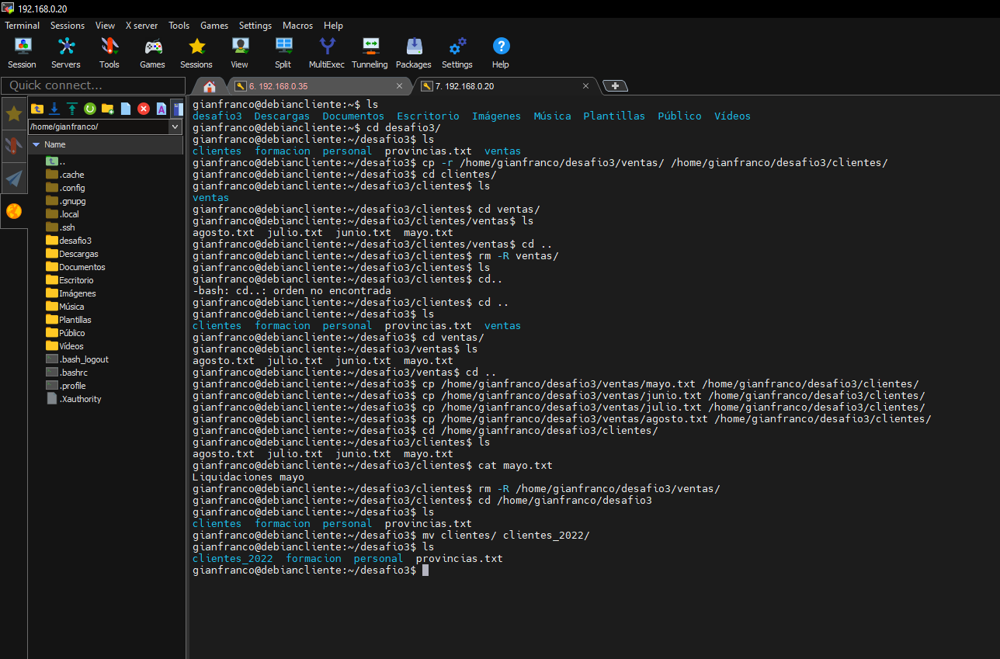 192.168.0.20
Terminal Sessions View X server Tools Games Settings Macros Help
Session Servers Tools Games Sessions View Split MultiExec Tunneling Packages Settings Help
Quick connect...
6. 192.168.0.35
7. 192.168.0.20
/home/gianfranco/
Name
..
.cache
.config
.gnupg
.local
.ssh
desafio3
Descargas
Documentos
Escritorio
Imágenes
Música
Plantillas
Público
Vídeos
.bash_logout
.bashrc
.profile
.Xauthority
gianfranco@debiancliente:~$ ls
desafio3  Descargas  Documentos  Escritorio  Imágenes  Música  Plantillas  Público  Vídeos
gianfranco@debiancliente:~$ cd desafio3/
gianfranco@debiancliente:~/desafio3$ ls
clientes  formacion  personal  provincias.txt  ventas
gianfranco@debiancliente:~/desafio3$ cp -r /home/gianfranco/desafio3/ventas/ /home/gianfranco/desafio3/clientes/
gianfranco@debiancliente:~/desafio3$ cd clientes/
gianfranco@debiancliente:~/desafio3/clientes$ ls
ventas
gianfranco@debiancliente:~/desafio3/clientes$ cd ventas/
gianfranco@debiancliente:~/desafio3/clientes/ventas$ ls
agosto.txt  julio.txt  junio.txt  mayo.txt
gianfranco@debiancliente:~/desafio3/clientes/ventas$ cd ..
gianfranco@debiancliente:~/desafio3/clientes$ rm -R ventas/
gianfranco@debiancliente:~/desafio3/clientes$ ls
gianfranco@debiancliente:~/desafio3/clientes$ cd..
-bash: cd..: orden no encontrada
gianfranco@debiancliente:~/desafio3/clientes$ cd ..
gianfranco@debiancliente:~/desafio3$ ls
clientes  formacion  personal  provincias.txt  ventas
gianfranco@debiancliente:~/desafio3$ cd ventas/
gianfranco@debiancliente:~/desafio3/ventas$ ls
agosto.txt  julio.txt  junio.txt  mayo.txt
gianfranco@debiancliente:~/desafio3/ventas$ cd ..
gianfranco@debiancliente:~/desafio3$ cp /home/gianfranco/desafio3/ventas/mayo.txt /home/gianfranco/desafio3/clientes/
gianfranco@debiancliente:~/desafio3$ cp /home/gianfranco/desafio3/ventas/junio.txt /home/gianfranco/desafio3/clientes/
gianfranco@debiancliente:~/desafio3$ cp /home/gianfranco/desafio3/ventas/julio.txt /home/gianfranco/desafio3/clientes/
gianfranco@debiancliente:~/desafio3$ cp /home/gianfranco/desafio3/ventas/agosto.txt /home/gianfranco/desafio3/clientes/
gianfranco@debiancliente:~/desafio3$ cd /home/gianfranco/desafio3/clientes/
gianfranco@debiancliente:~/desafio3/clientes$ ls
agosto.txt  julio.txt  junio.txt  mayo.txt
gianfranco@debiancliente:~/desafio3/clientes$ cat mayo.txt
Liquidaciones mayo
gianfranco@debiancliente:~/desafio3/clientes$ rm -R /home/gianfranco/desafio3/ventas/
gianfranco@debiancliente:~/desafio3/clientes$ cd /home/gianfranco/desafio3
gianfranco@debiancliente:~/desafio3$ ls
clientes  formacion  personal  provincias.txt
gianfranco@debiancliente:~/desafio3$ mv clientes/ clientes_2022/
gianfranco@debiancliente:~/desafio3$ ls
clientes_2022  formacion  personal  provincias.txt
gianfranco@debiancliente:~/desafio3$